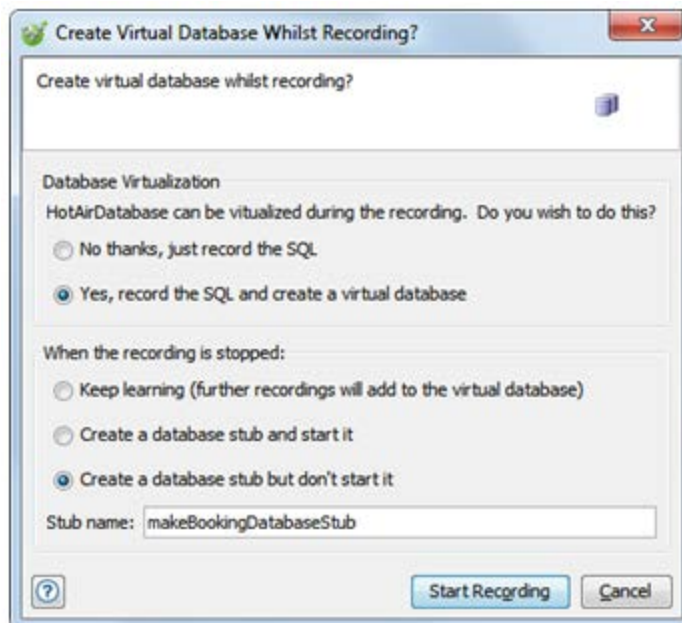 Create Virtual Database Whilst Recording?
Create virtual database whilst recording?
Database Virtualization
HotAirDatabase can be vitualized during the recording. Do you wish to do this?
No thanks, just record the SQL
Yes, record the SQL and create a virtual database
When the recording is stopped:
Keep learning (further recordings will add to the virtual database)
Create a database stub and start it
Create a database stub but don't start it
Stub name: makeBookingDatabaseStub
? Start Recording Cancel